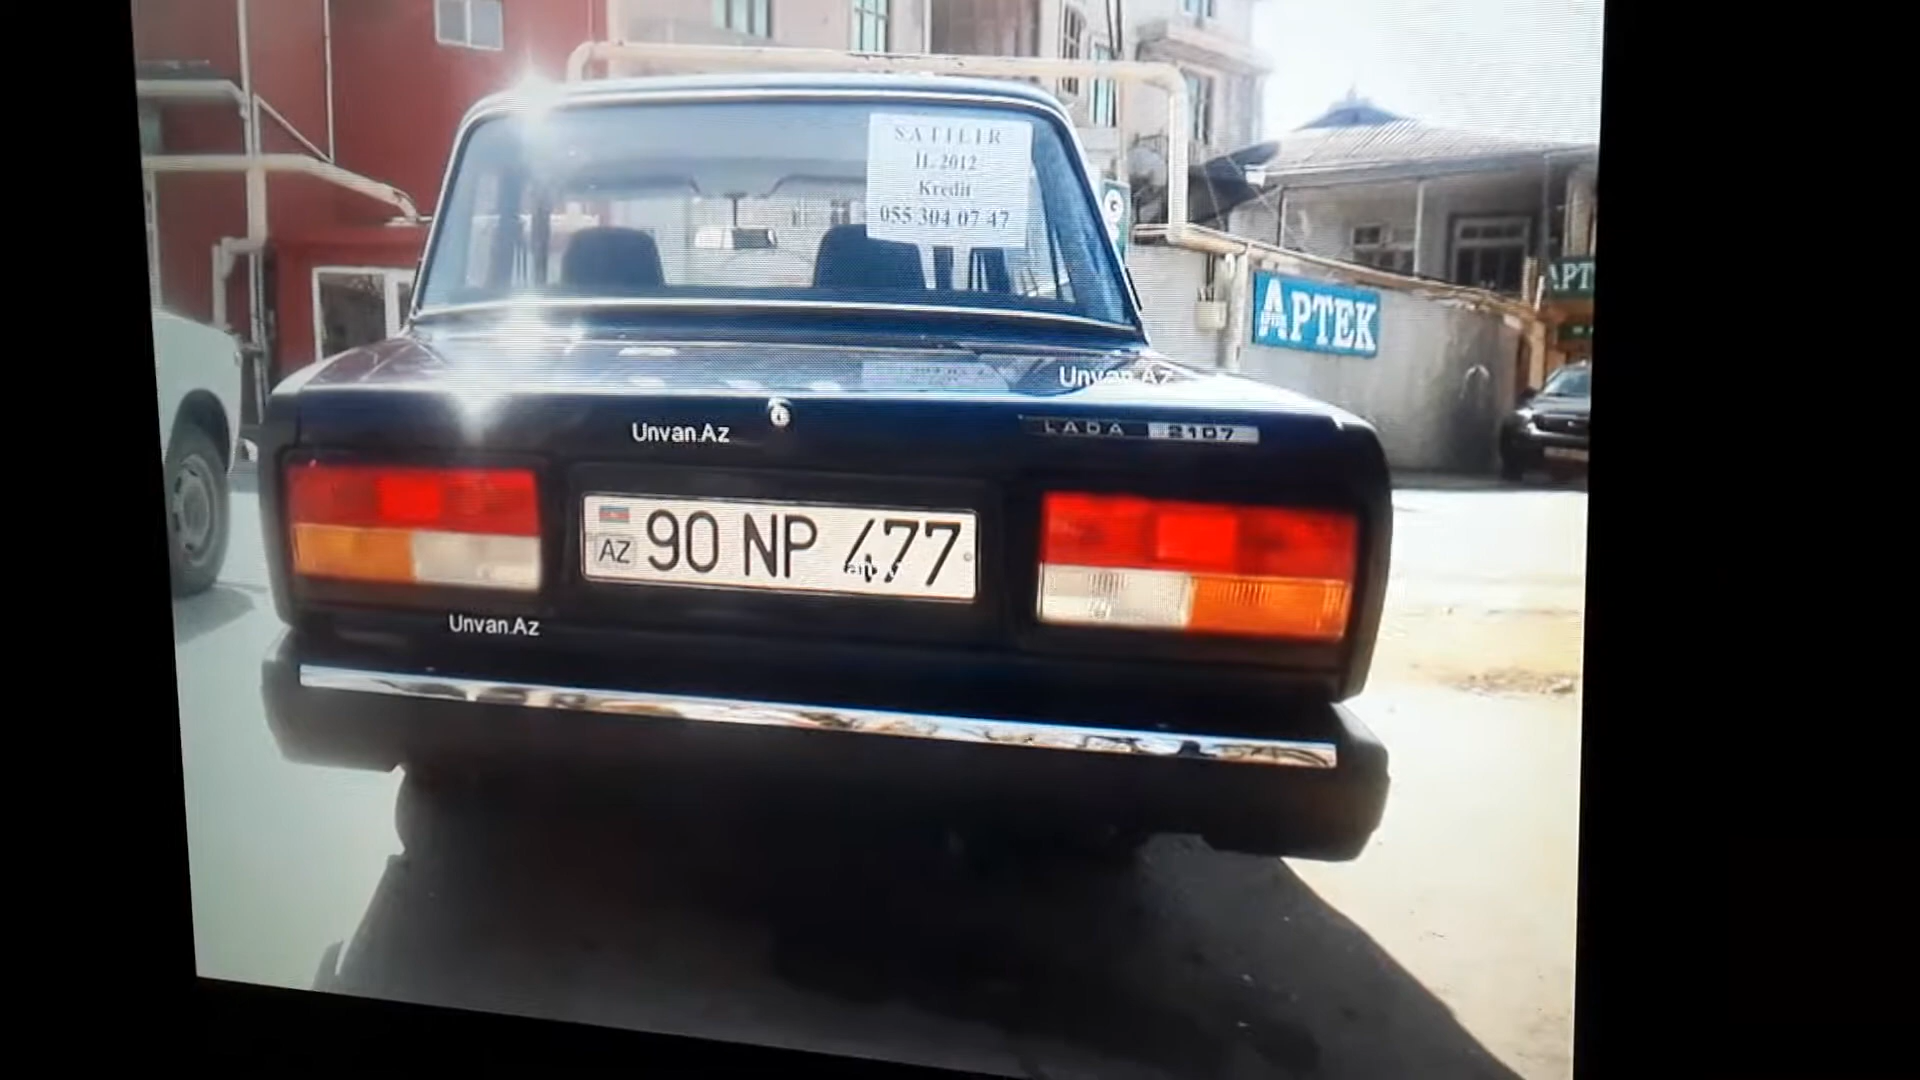 SATILIR
İL 2012
Kredit
055 304 07 47
G
APTEK
APT
Unvan.Az
Unvan.Az
LADA 2107
AZ 90 NP 477
Unvan.Az